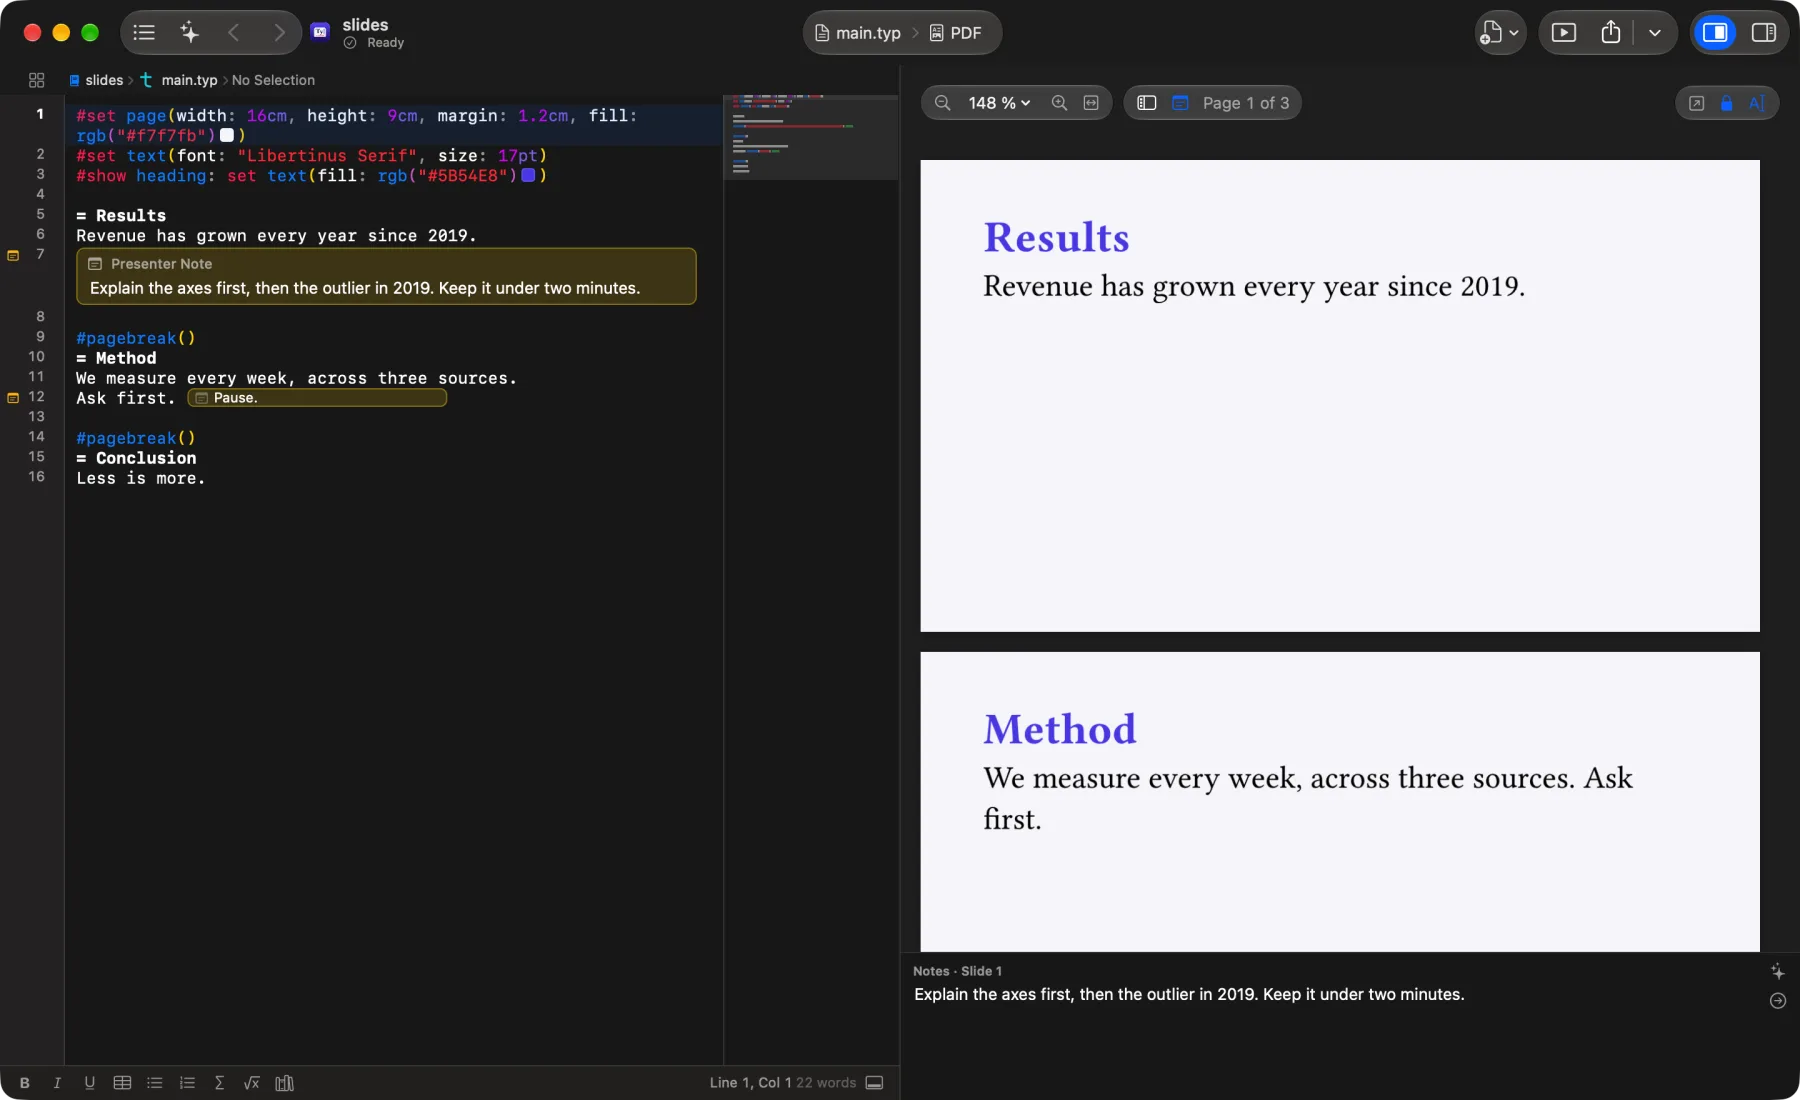 slides
Ready
main.typ > PDF
slides > main.typ > No Selection
148 %
Page 1 of 3
1 #set page(width: 16cm, height: 9cm, margin: 1.2cm, fill:
rgb("#f7f7fb"))
2 #set text(font: "Libertinus Serif", size: 17pt)
3 #show heading: set text(fill: rgb("#5B54E8"))
4
5 = Results
6 Revenue has grown every year since 2019.
7 Presenter Note
Explain the axes first, then the outlier in 2019. Keep it under two minutes.
8
9 #pagebreak()
10 = Method
11 We measure every week, across three sources.
12 Ask first. Pause.
13
14 #pagebreak()
15 = Conclusion
16 Less is more.
Results
Revenue has grown every year since 2019.
Method
We measure every week, across three sources. Ask
first.
Notes · Slide 1
Explain the axes first, then the outlier in 2019. Keep it under two minutes.
B I U
Line 1, Col 1 22 words